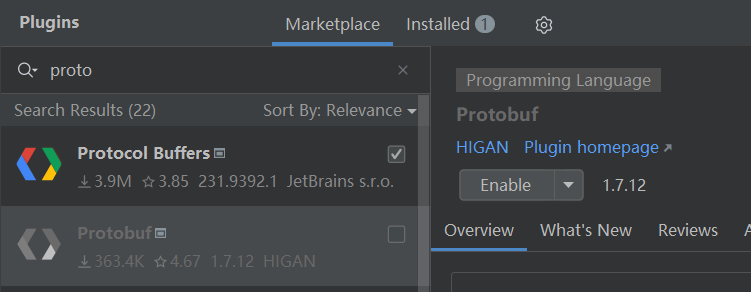 Plugins
Marketplace
Installed 1
proto
Search Results (22)
Sort By: Relevance
Protocol Buffers
3.9M 3.85 231.9392.1 JetBrains s.r.o.
Protobuf
363.4K 4.67 1.7.12 HIGAN
Programming Language
Protobuf
HIGAN Plugin homepage
Enable 1.7.12
Overview What's New Reviews